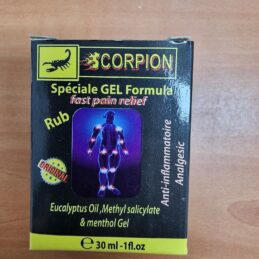 SCORPION
Spéciale GEL Formula
fast pain relief
Rub
Anti-inflammatoire
Analgesic
ORIGINAL
Eucalyptus Oil ,Methyl salicylate
& menthol Gel
e 30 ml -1fl.oz